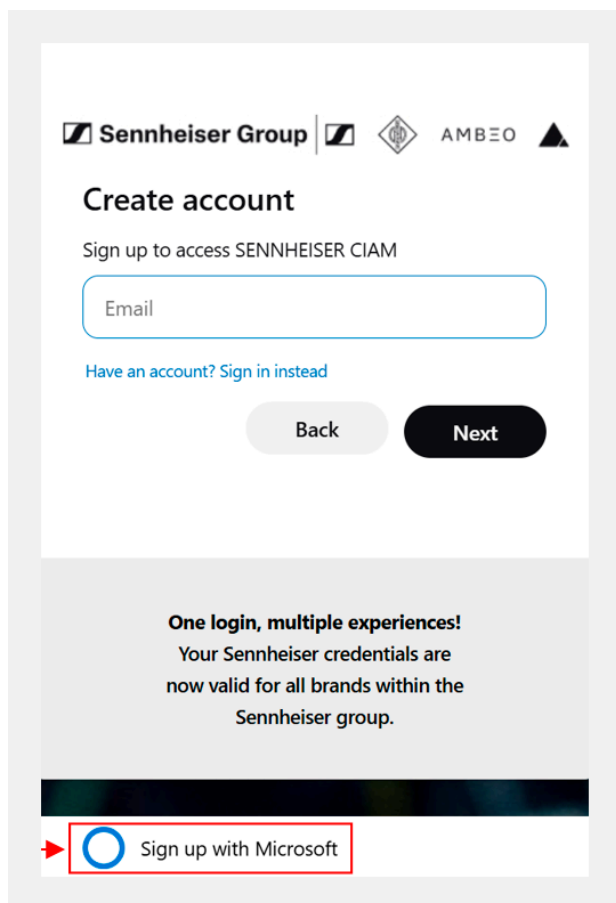 Sennheiser Group AMBEO
Create account
Sign up to access SENNHEISER CIAM
Email
Have an account? Sign in instead
Back Next
One login, multiple experiences!
Your Sennheiser credentials are
now valid for all brands within the
Sennheiser group.
Sign up with Microsoft